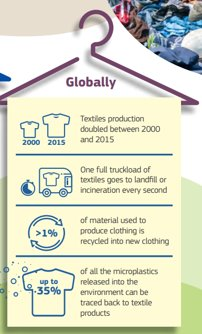 Globally
2000 2015
Textiles production
doubled between 2000
and 2015
One full truckload of
textiles goes to landfill or
incineration every second
>1%
of material used to
produce clothing is
recycled into new clothing
up to
35%
of all the microplastics
released into the
environment can be
traced back to textile
products